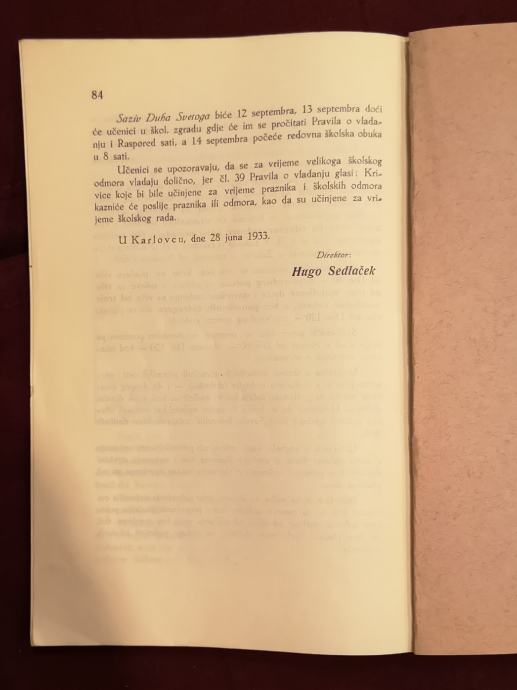 84
Saziv Duha Svetoga biće 12 septembra, 13 septembra doći
će učenici u škol. zgradu gdje će im se pročitati Pravila o vlada-
nju i Raspored sati, a 14 septembra počeće redovna školska obuka
u 8 sati.
Učenici se upozoravaju, da se za vrijeme velikoga školskog
odmora vladaju dolično, jer čl. 39 Pravila o vladanju glasi: Kri-
vice koje bi bile učinjene za vrijeme praznika i školskih odmora
kazniće će poslije praznika ili odmora, kao da su učinjene za vri-
jeme školskog rada.
U Karlovcu, dne 28 juna 1933.
Direktor:
Hugo Sedlaček